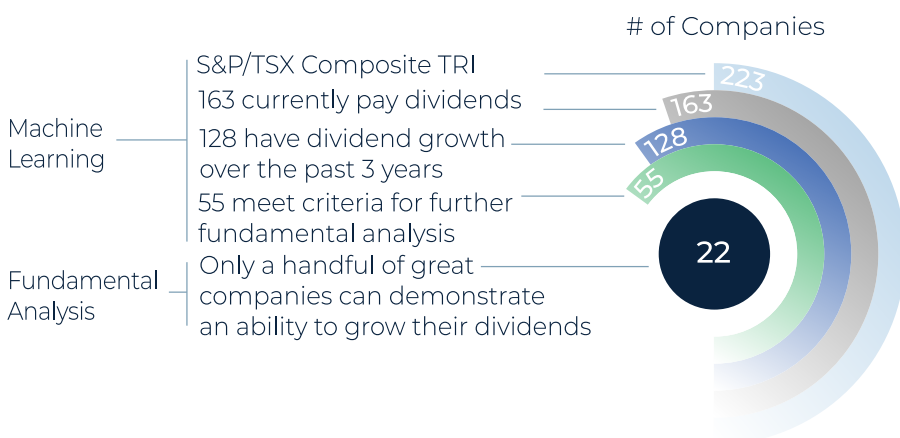 # of Companies
S&P/TSX Composite TRI
163 currently pay dividends
128 have dividend growth
over the past 3 years
55 meet criteria for further
fundamental analysis
Machine
Learning
Only a handful of great
companies can demonstrate
an ability to grow their dividends
Fundamental
Analysis
223
163
128
55
22